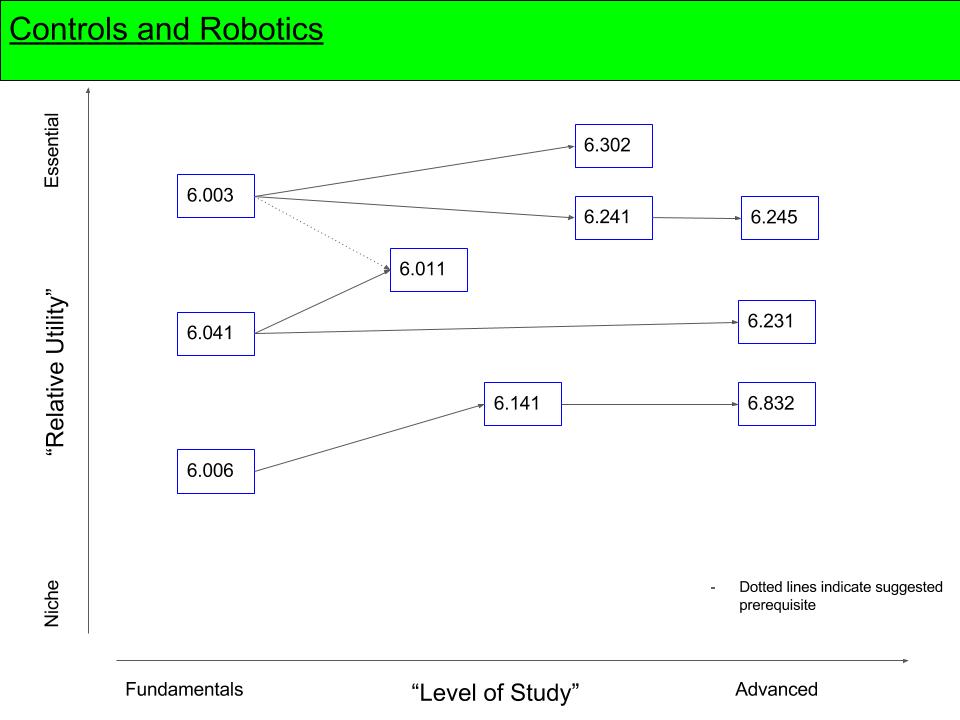 Controls and Robotics
Essential
6.302
6.003
6.241
6.245
6.011
“Relative Utility”
6.041
6.231
6.141
6.832
6.006
Niche
- Dotted lines indicate suggested
prerequisite
Fundamentals
“Level of Study”
Advanced